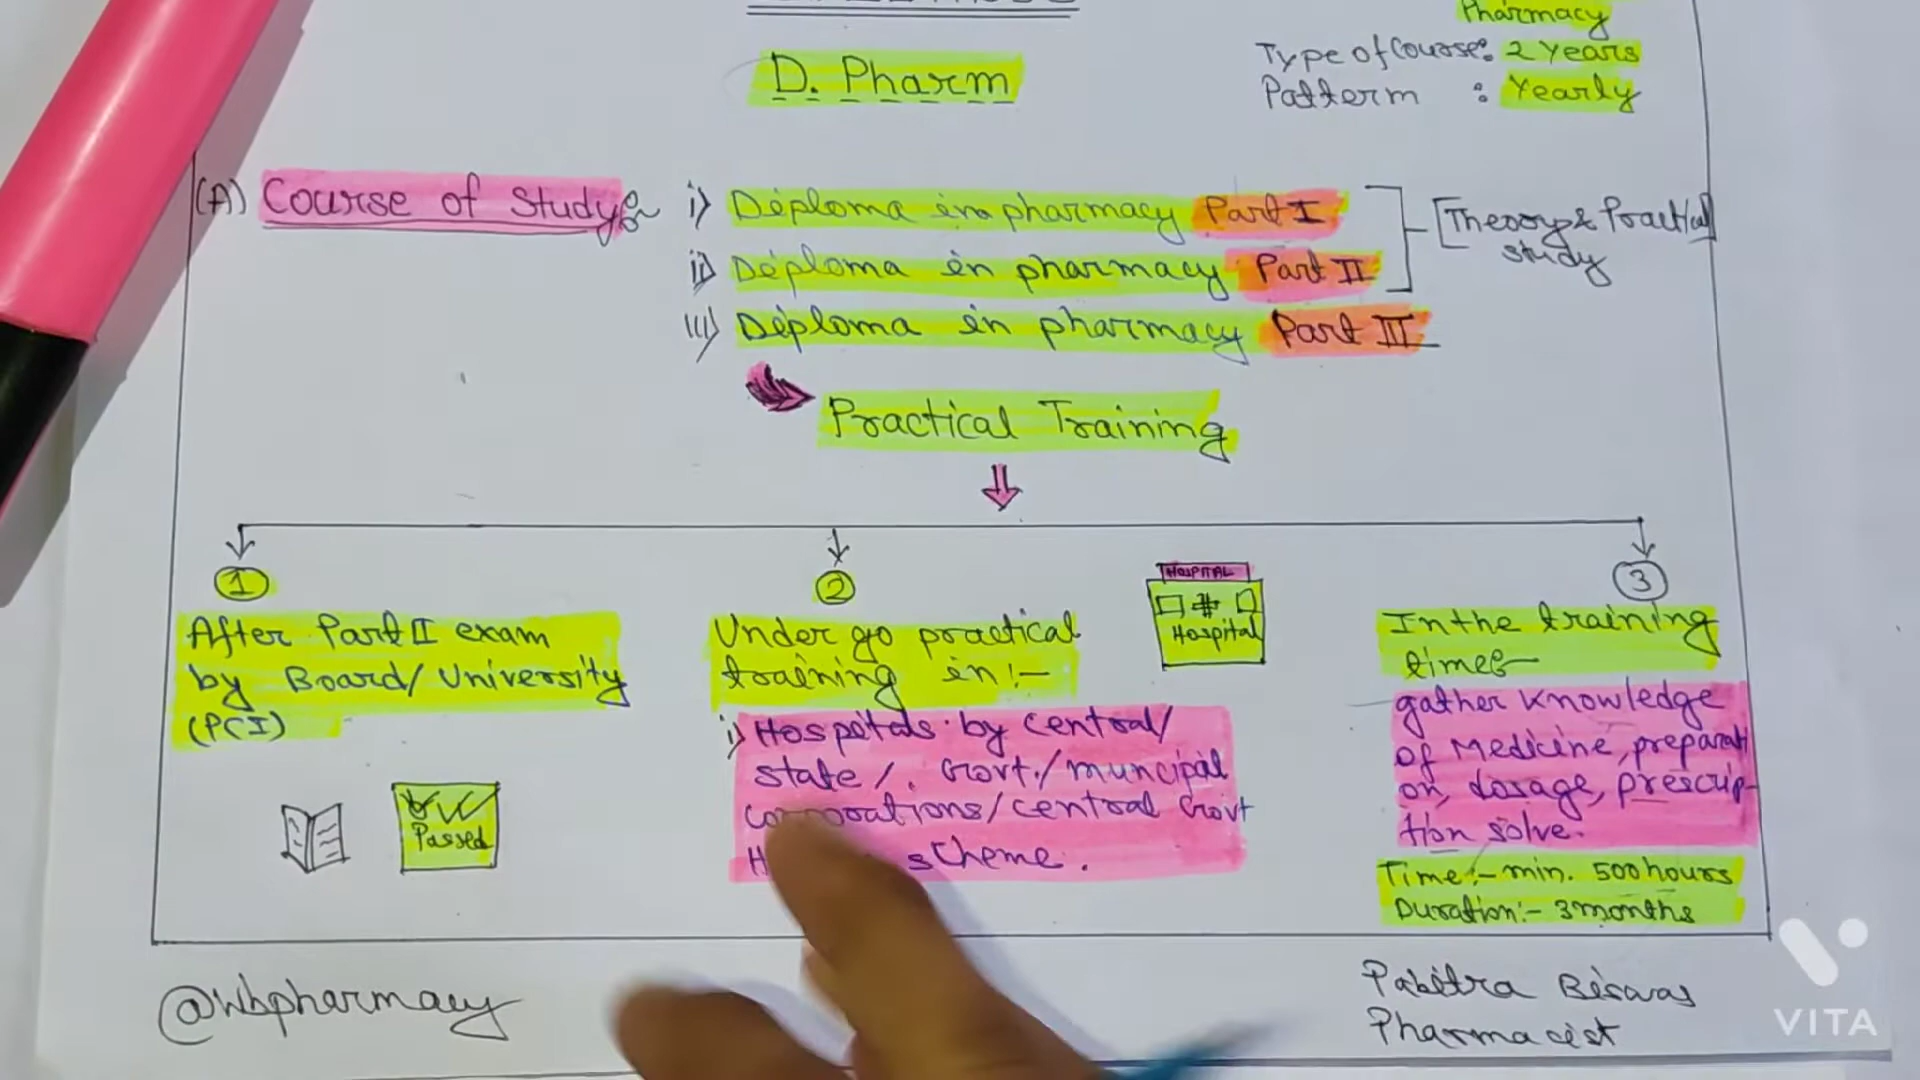 Pharmacy
D. Pharm
Type of Course: 2 Years
Patterm : Yearly
(A) Course of Study:
i) Diploma in pharmacy Part I
ii) Diploma in pharmacy Part II
[Theory & Practical
study
III) Diploma in pharmacy Part III
Practical Training
1
After Part II exam
by Board/University
(PCI)
Passed
2
Undergo practical
training in:-
i) Hospitals by central/
state/. Govt./muncipal
corporations/central Govt
scheme.
HOSPITAL
Hospital
3
In the training
time:-
gather knowledge
of Medicine, preparati
on, dosage, prescrip-
tion solve.
Time:- min. 500 hours
Duration:- 3 months
@wbpharmacy
Pabitra Biswas
Pharmacist
VITA